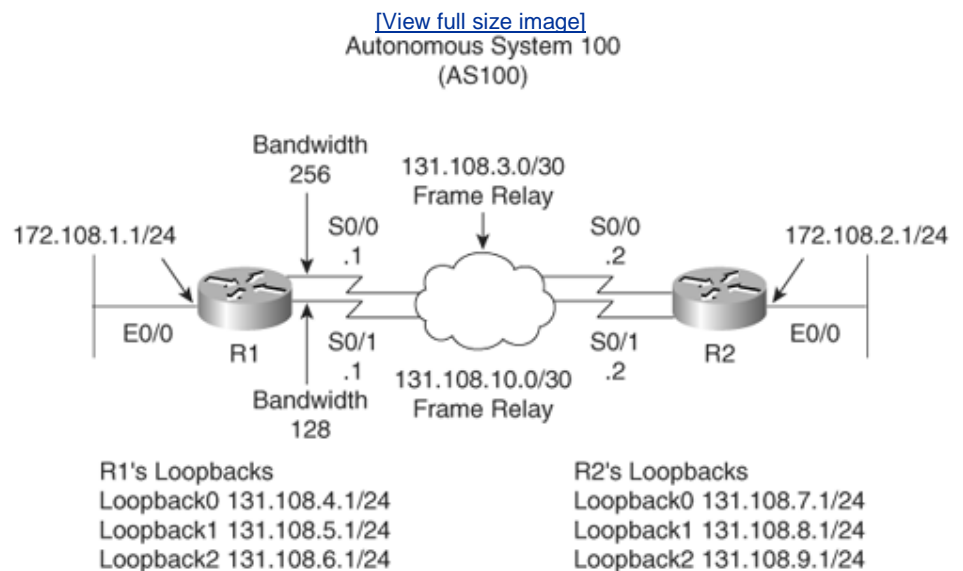 [View full size image]
Autonomous System 100
(AS100)
Bandwidth
256
131.108.3.0/30
Frame Relay
172.108.1.1/24
S0/0
.1
S0/0
.2
172.108.2.1/24
E0/0
R1
S0/1
.1
S0/1
.2
R2
E0/0
131.108.10.0/30
Frame Relay
Bandwidth
128
R1's Loopbacks
Loopback0 131.108.4.1/24
Loopback1 131.108.5.1/24
Loopback2 131.108.6.1/24
R2's Loopbacks
Loopback0 131.108.7.1/24
Loopback1 131.108.8.1/24
Loopback2 131.108.9.1/24